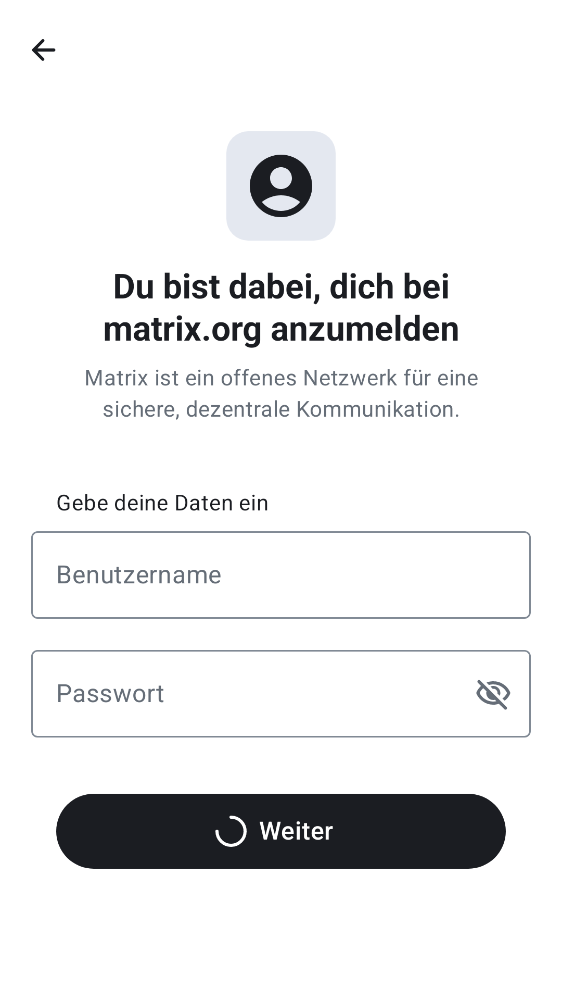 Du bist dabei, dich bei
matrix.org anzumelden
Matrix ist ein offenes Netzwerk für eine
sichere, dezentrale Kommunikation.
Gebe deine Daten ein
Benutzername
Passwort
Weiter